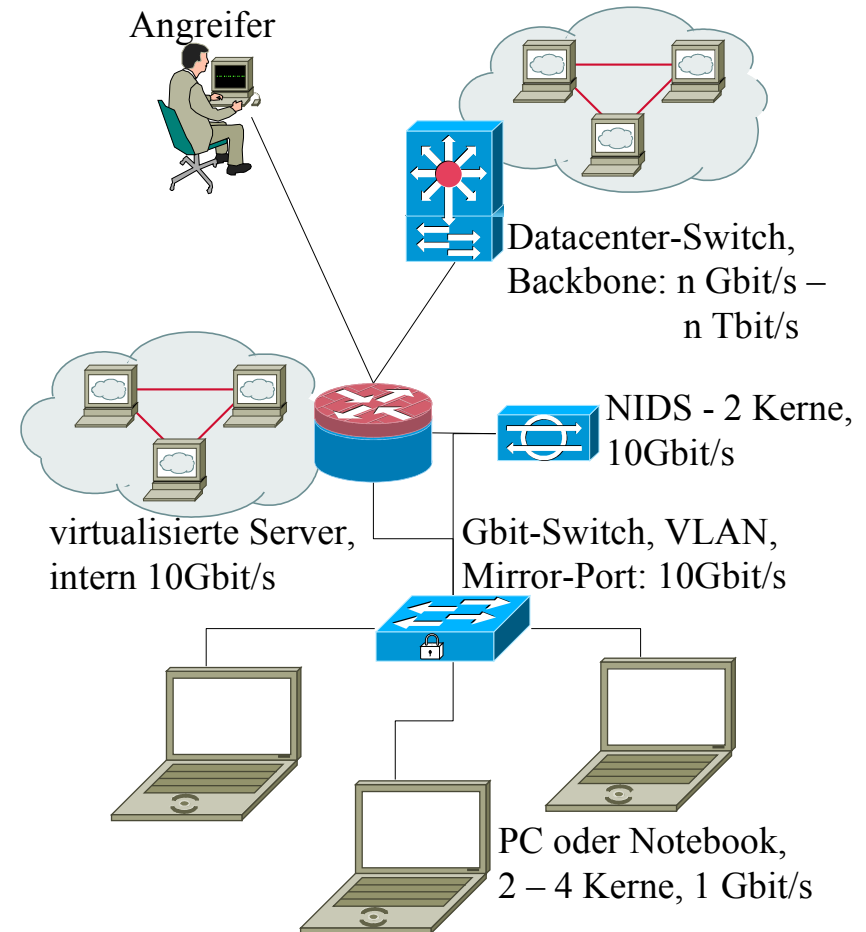 Angreifer
Datacenter-Switch,
Backbone: n Gbit/s –
n Tbit/s
NIDS - 2 Kerne,
10Gbit/s
virtualisierte Server,
intern 10Gbit/s
Gbit-Switch, VLAN,
Mirror-Port: 10Gbit/s
PC oder Notebook,
2 – 4 Kerne, 1 Gbit/s